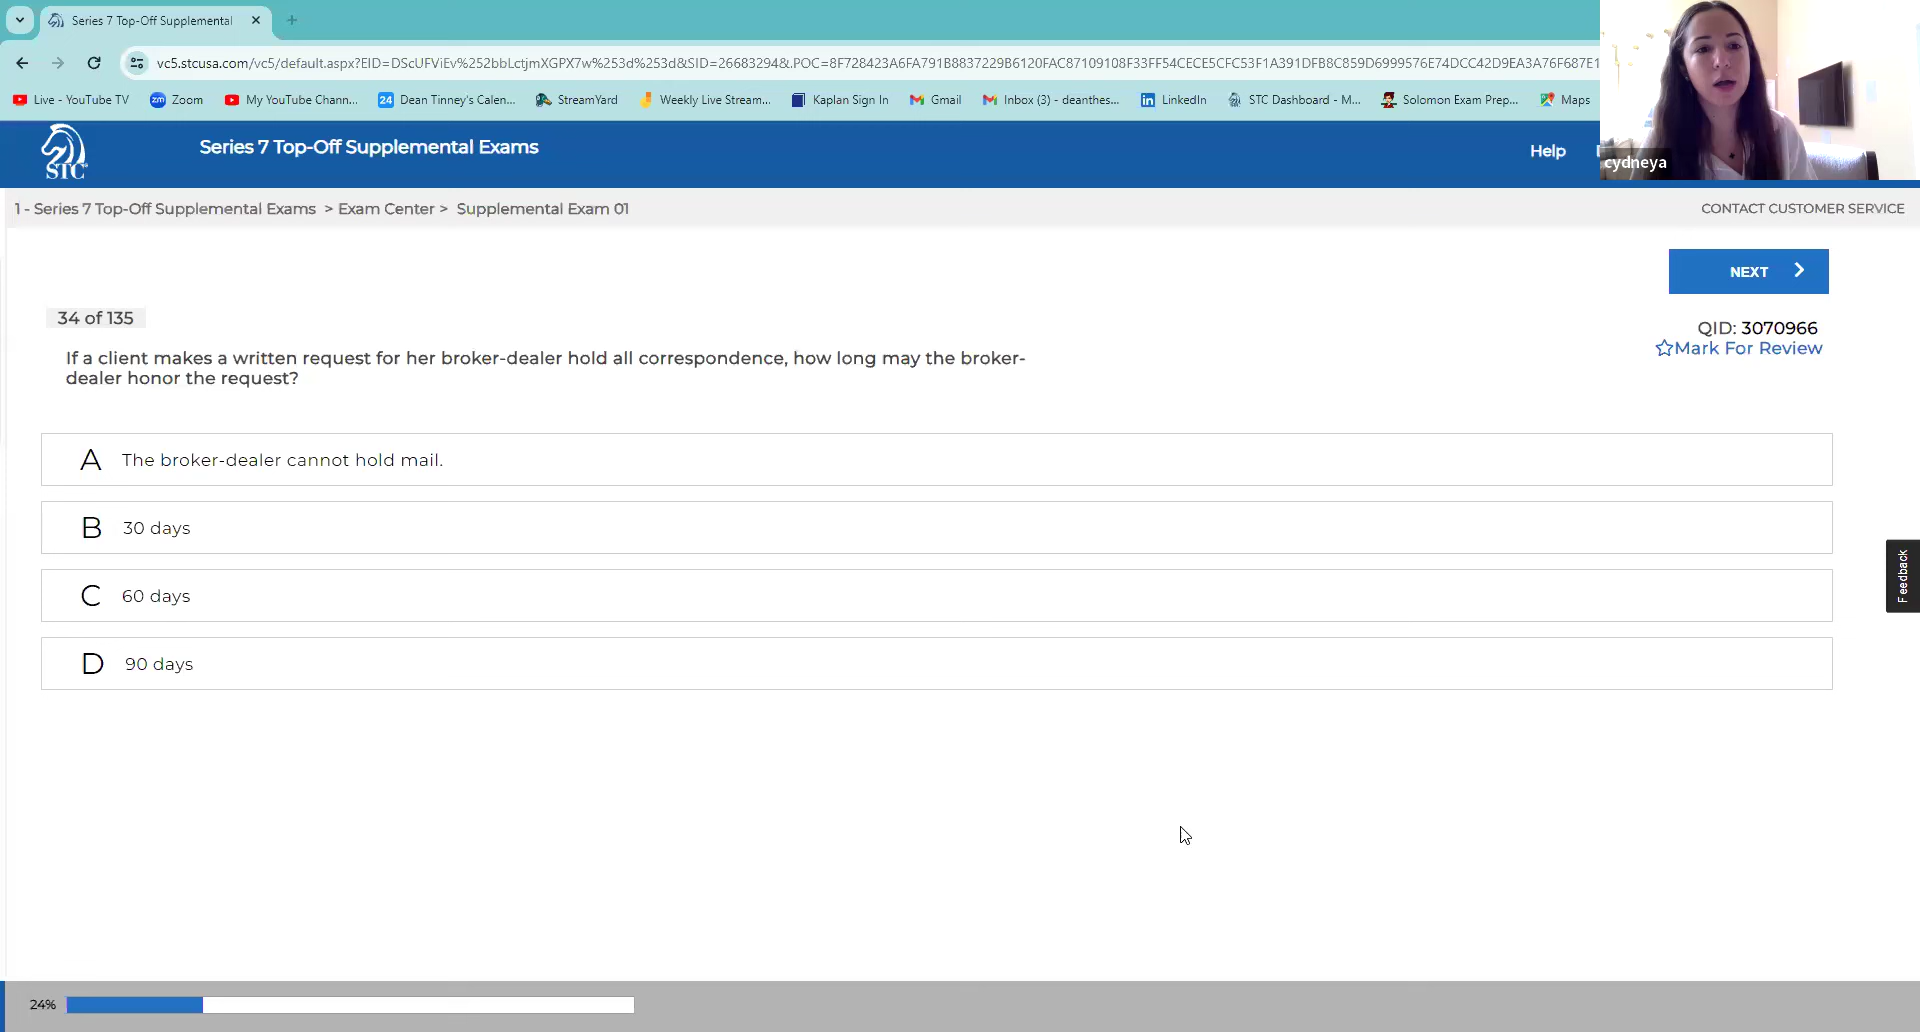 Series 7 Top-Off Supplemental
vc5.stcusa.com/vc5/default.aspx?EID=DScUFViEv%252bbLctjmXGPX7w%253d%253d&SID=26683294&.POC=8F728423A6FA791B8837229B6120FAC87109108F33FF54CECE5CFC53F1A391DFB8C859D6999576E74DCC42D9EA3A76F687E1
Live - YouTube TV
Zoom
My YouTube Chann...
24 Dean Tinney's Calen...
StreamYard
Weekly Live Stream...
Kaplan Sign In
Gmail
Inbox (3) - deanthes...
LinkedIn
STC Dashboard - M...
Solomon Exam Prep...
Maps
STC
Series 7 Top-Off Supplemental Exams
Help
cydneya
1 - Series 7 Top-Off Supplemental Exams > Exam Center > Supplemental Exam 01
CONTACT CUSTOMER SERVICE
NEXT
34 of 135
QID: 3070966
Mark For Review
If a client makes a written request for her broker-dealer hold all correspondence, how long may the broker-
dealer honor the request?
A The broker-dealer cannot hold mail.
B 30 days
C 60 days
D 90 days
Feedback
24%